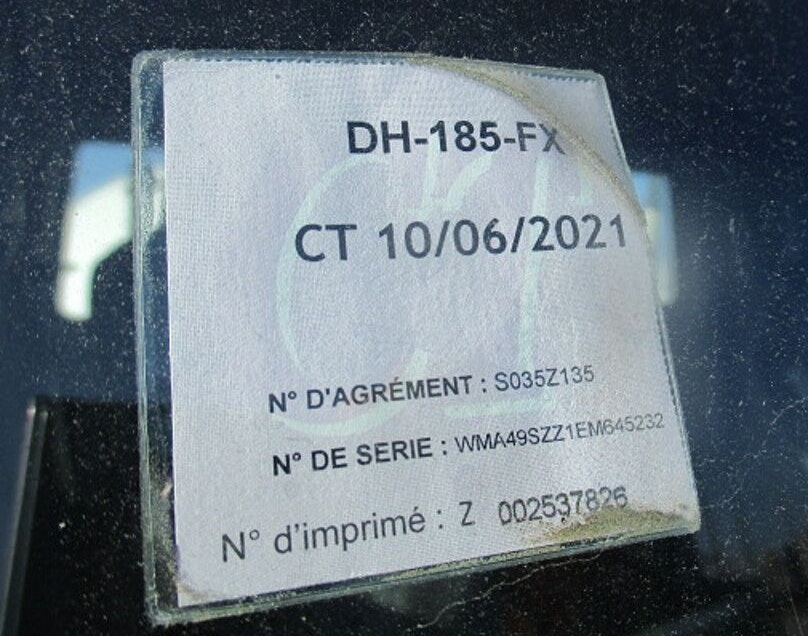 DH-185-FX
CT 10/06/2021
N° D'AGRÉMENT : S035Z135
N° DE SERIE : WMA49SZZ1EM645232
N° d'imprimé : Z 002537826